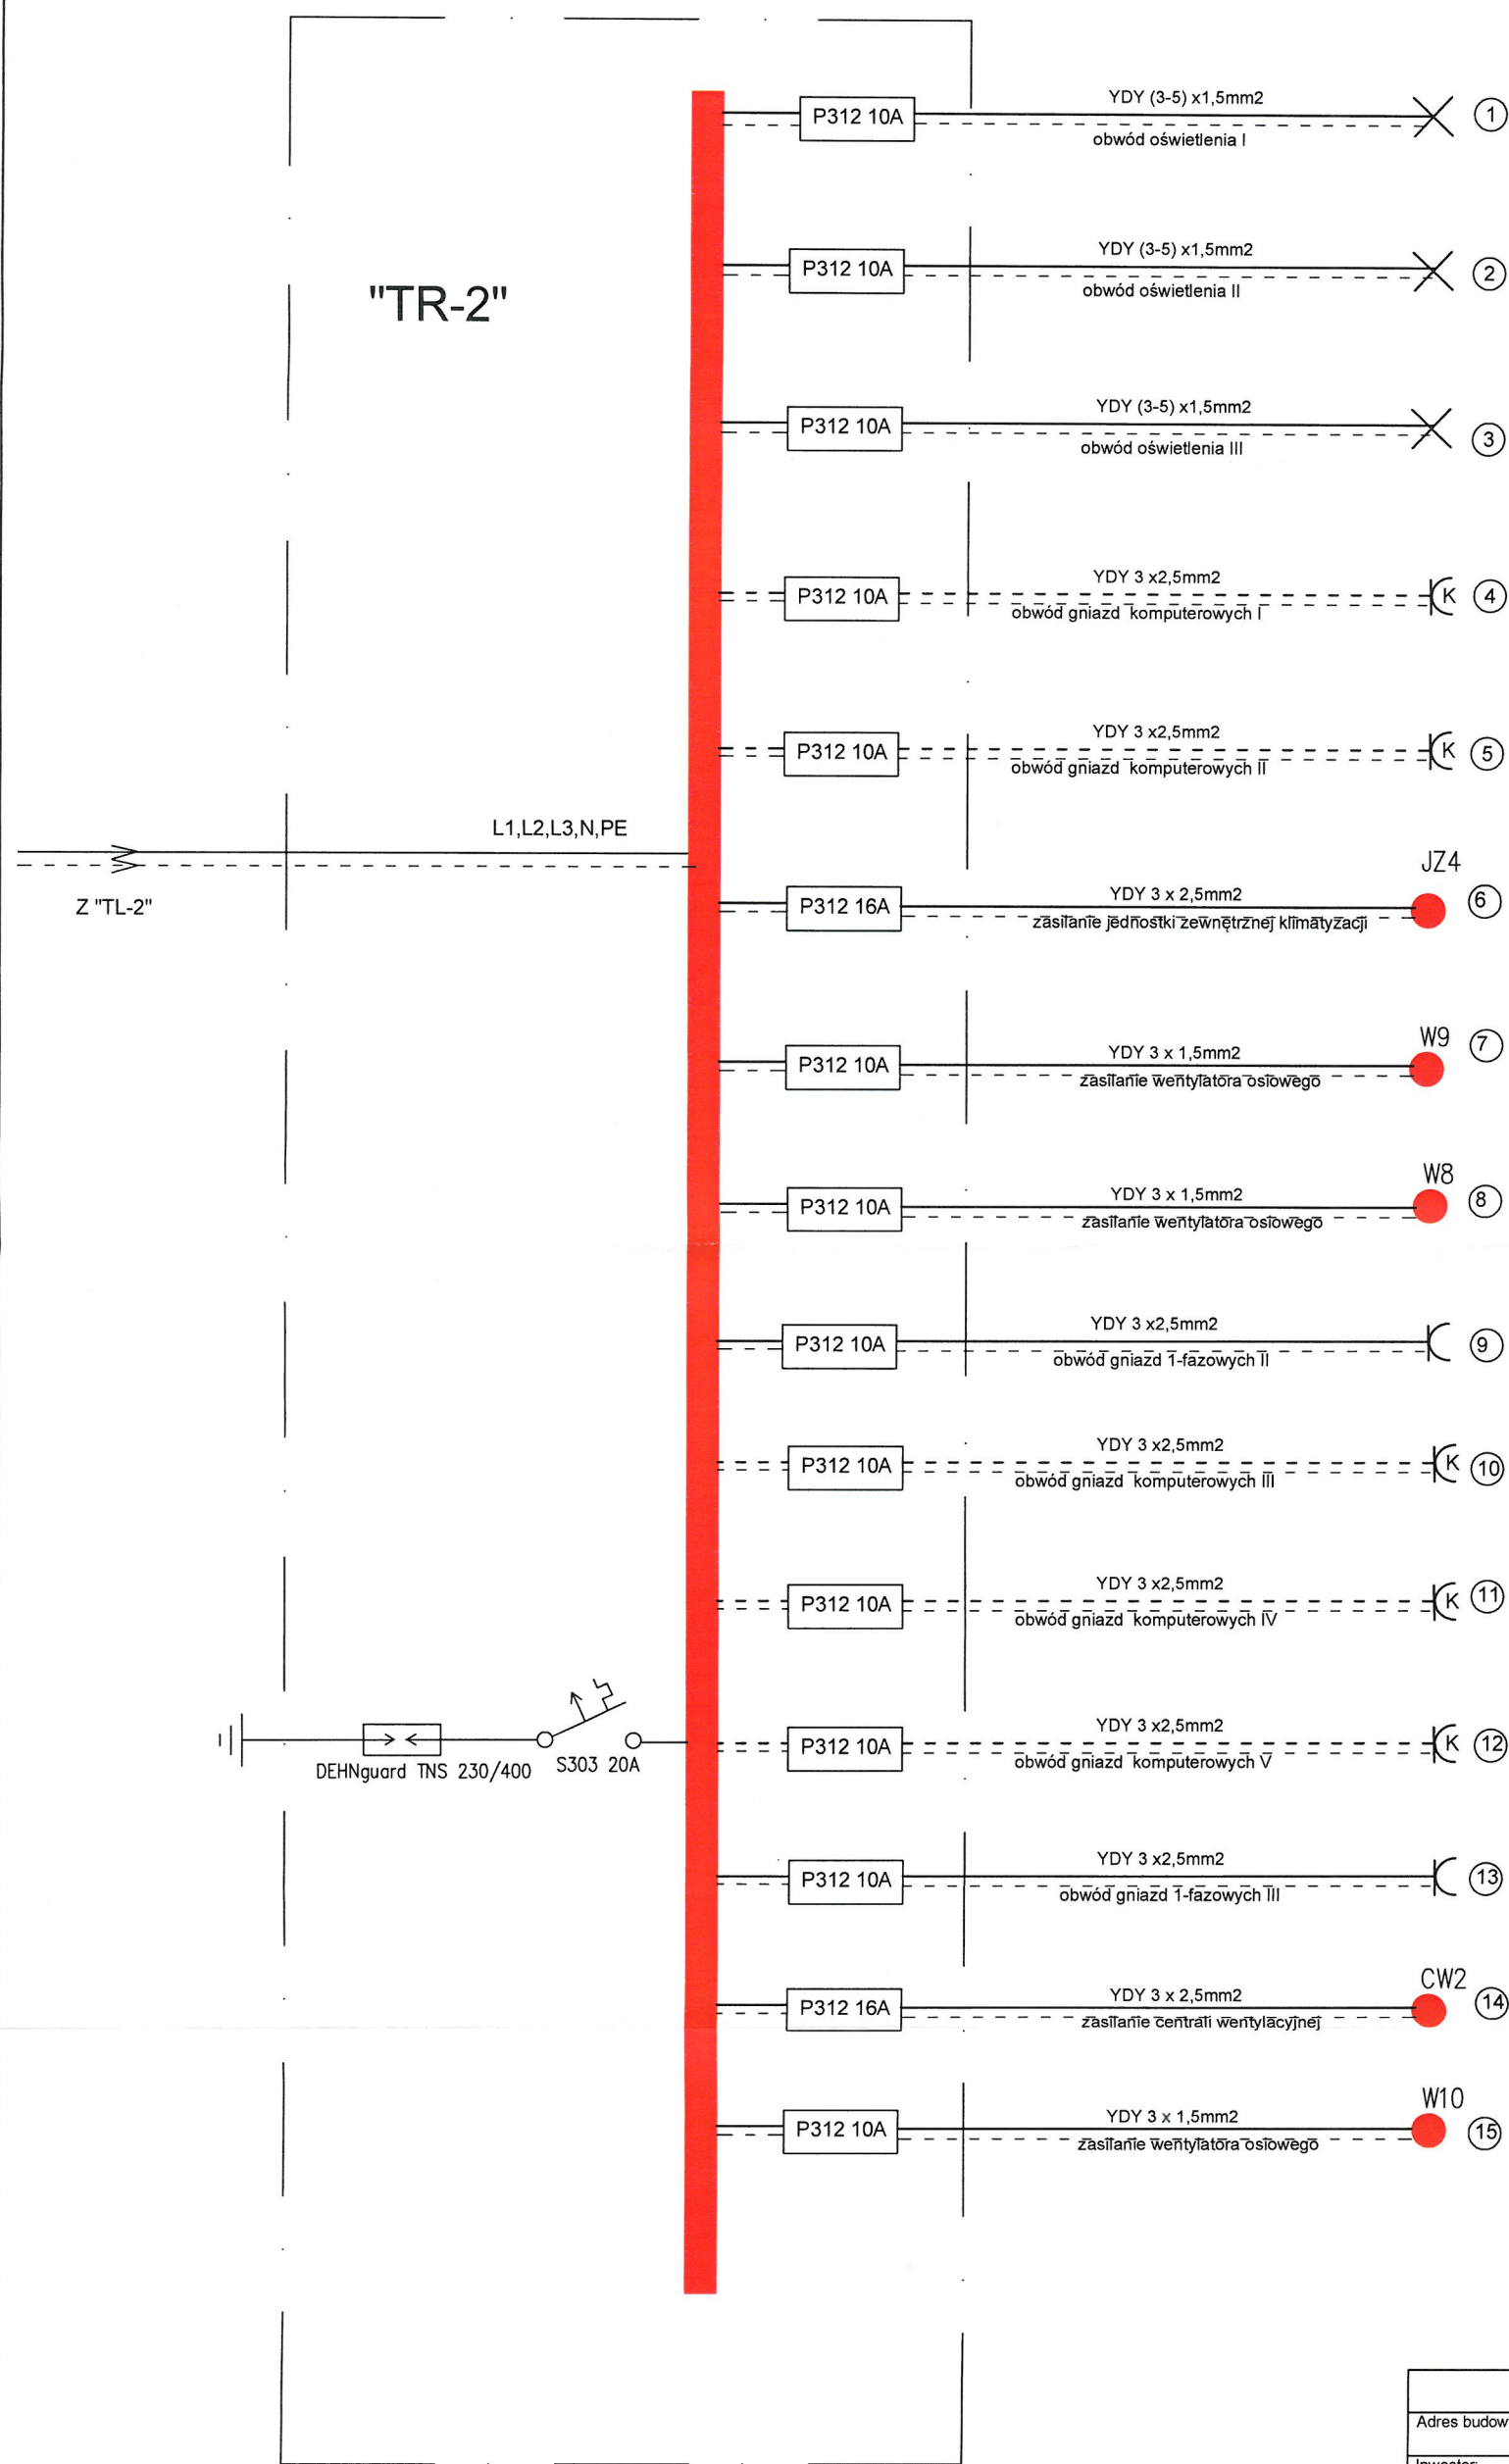 P312 10A
YDY (3-5) x1,5mm2
obwód oświetlenia I
1
"TR-2"
P312 10A
YDY (3-5) x1,5mm2
obwód oświetlenia II
2
P312 10A
YDY (3-5) x1,5mm2
obwód oświetlenia III
3
P312 10A
YDY 3 x2,5mm2
obwód gniazd komputerowych I
K
4
P312 10A
YDY 3 x2,5mm2
obwód gniazd komputerowych II
K
5
L1,L2,L3,N,PE
Z "TL-2"
P312 16A
YDY 3 x 2,5mm2
zasilanie jednostki zewnętrznej klimatyzacji
JZ4
6
P312 10A
YDY 3 x 1,5mm2
zasilanie wentylatora osiowego
W9
7
P312 10A
YDY 3 x 1,5mm2
zasilanie wentylatora osiowego
W8
8
P312 10A
YDY 3 x2,5mm2
obwód gniazd 1-fazowych II
9
P312 10A
YDY 3 x2,5mm2
obwód gniazd komputerowych III
K
10
P312 10A
YDY 3 x2,5mm2
obwód gniazd komputerowych IV
K
11
DEHNguard TNS 230/400
S303 20A
P312 10A
YDY 3 x2,5mm2
obwód gniazd komputerowych V
K
12
P312 10A
YDY 3 x2,5mm2
obwód gniazd 1-fazowych III
13
P312 16A
YDY 3 x 2,5mm2
zasilanie centrali wentylacyjnej
CW2
14
P312 10A
YDY 3 x 1,5mm2
zasilanie wentylatora osiowego
W10
15
Adres budow